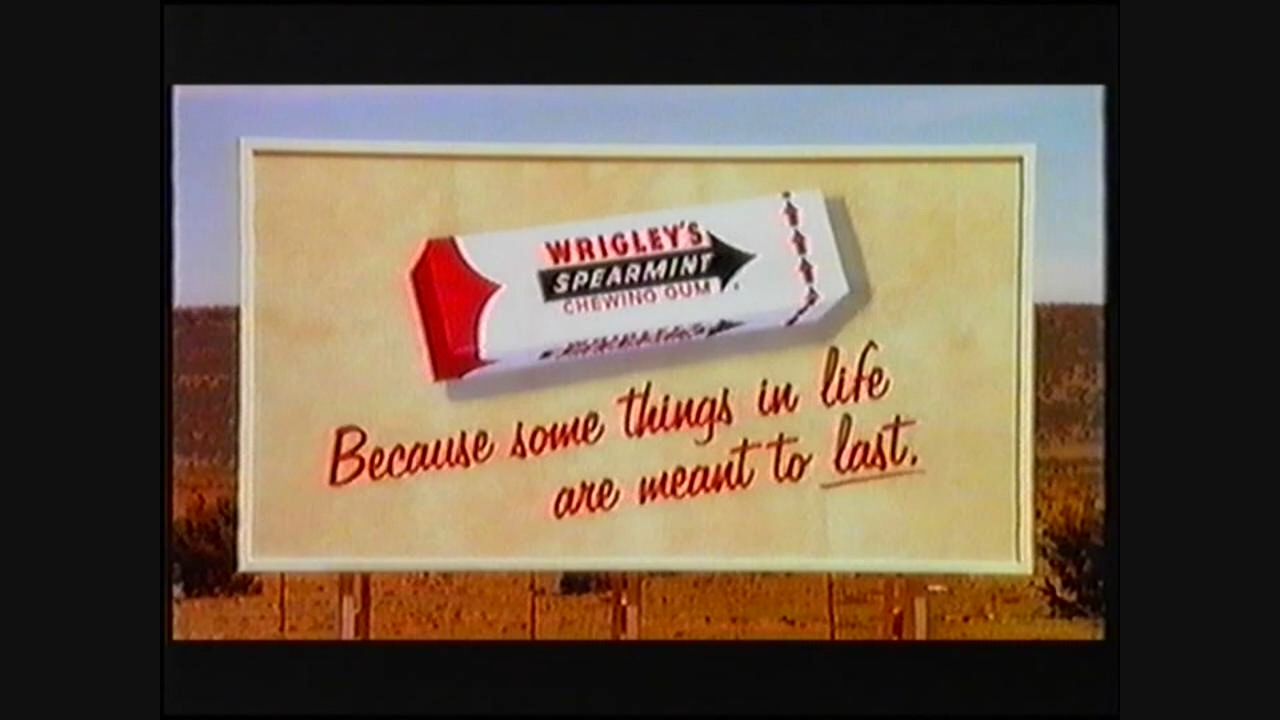 WRIGLEY'S
SPEARMINT
CHEWING GUM
Because some things in life
are meant to last.